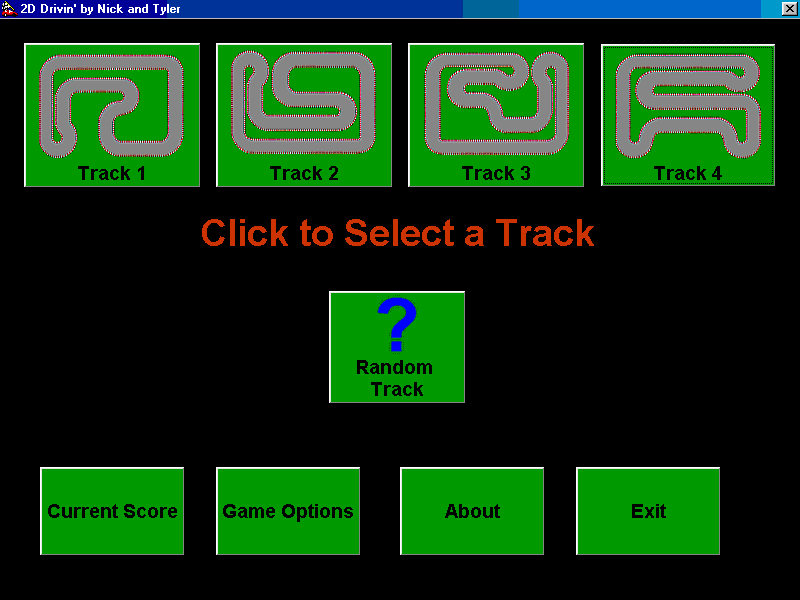 2D Drivin' by Nick and Tyler
Track 1
Track 2
Track 3
Track 4
Click to Select a Track
?
Random
Track
Current Score
Game Options
About
Exit